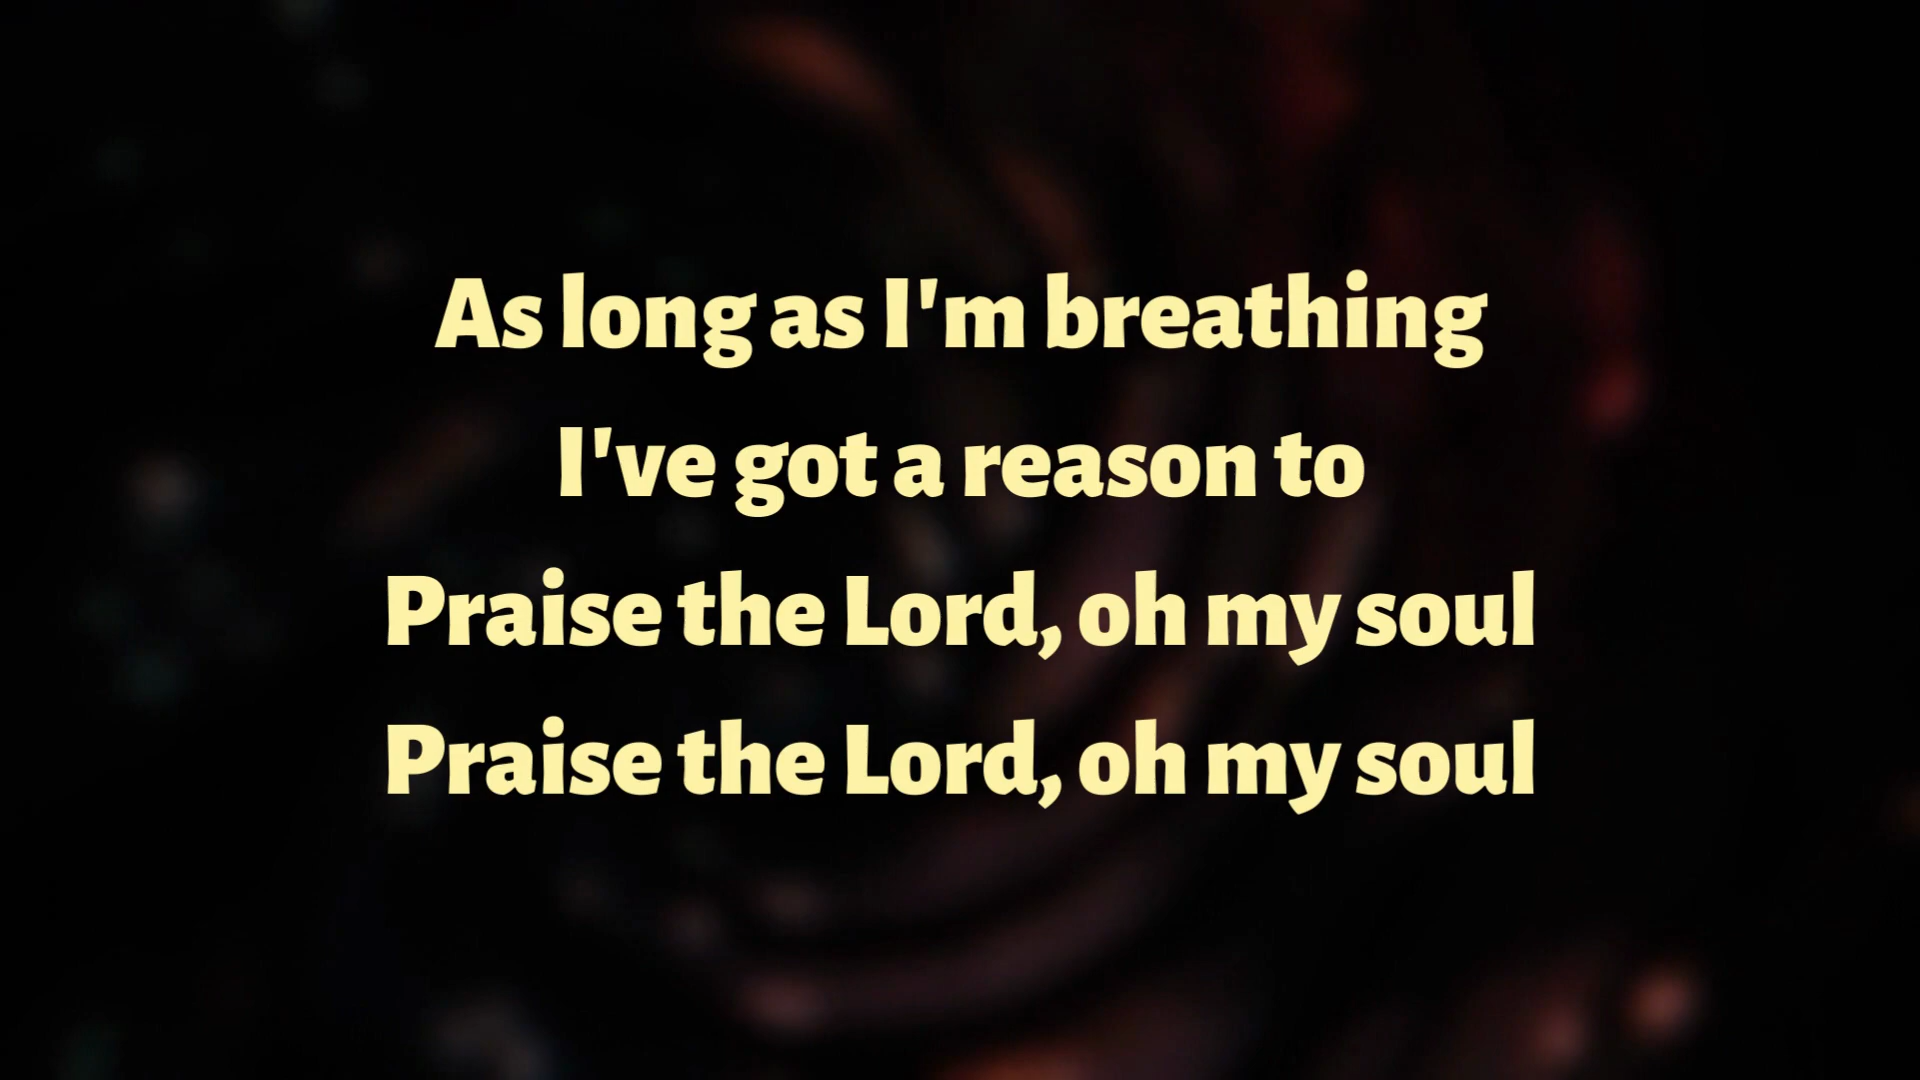 As long as I'm breathing
I've got a reason to
Praise the Lord, oh my soul
Praise the Lord, oh my soul